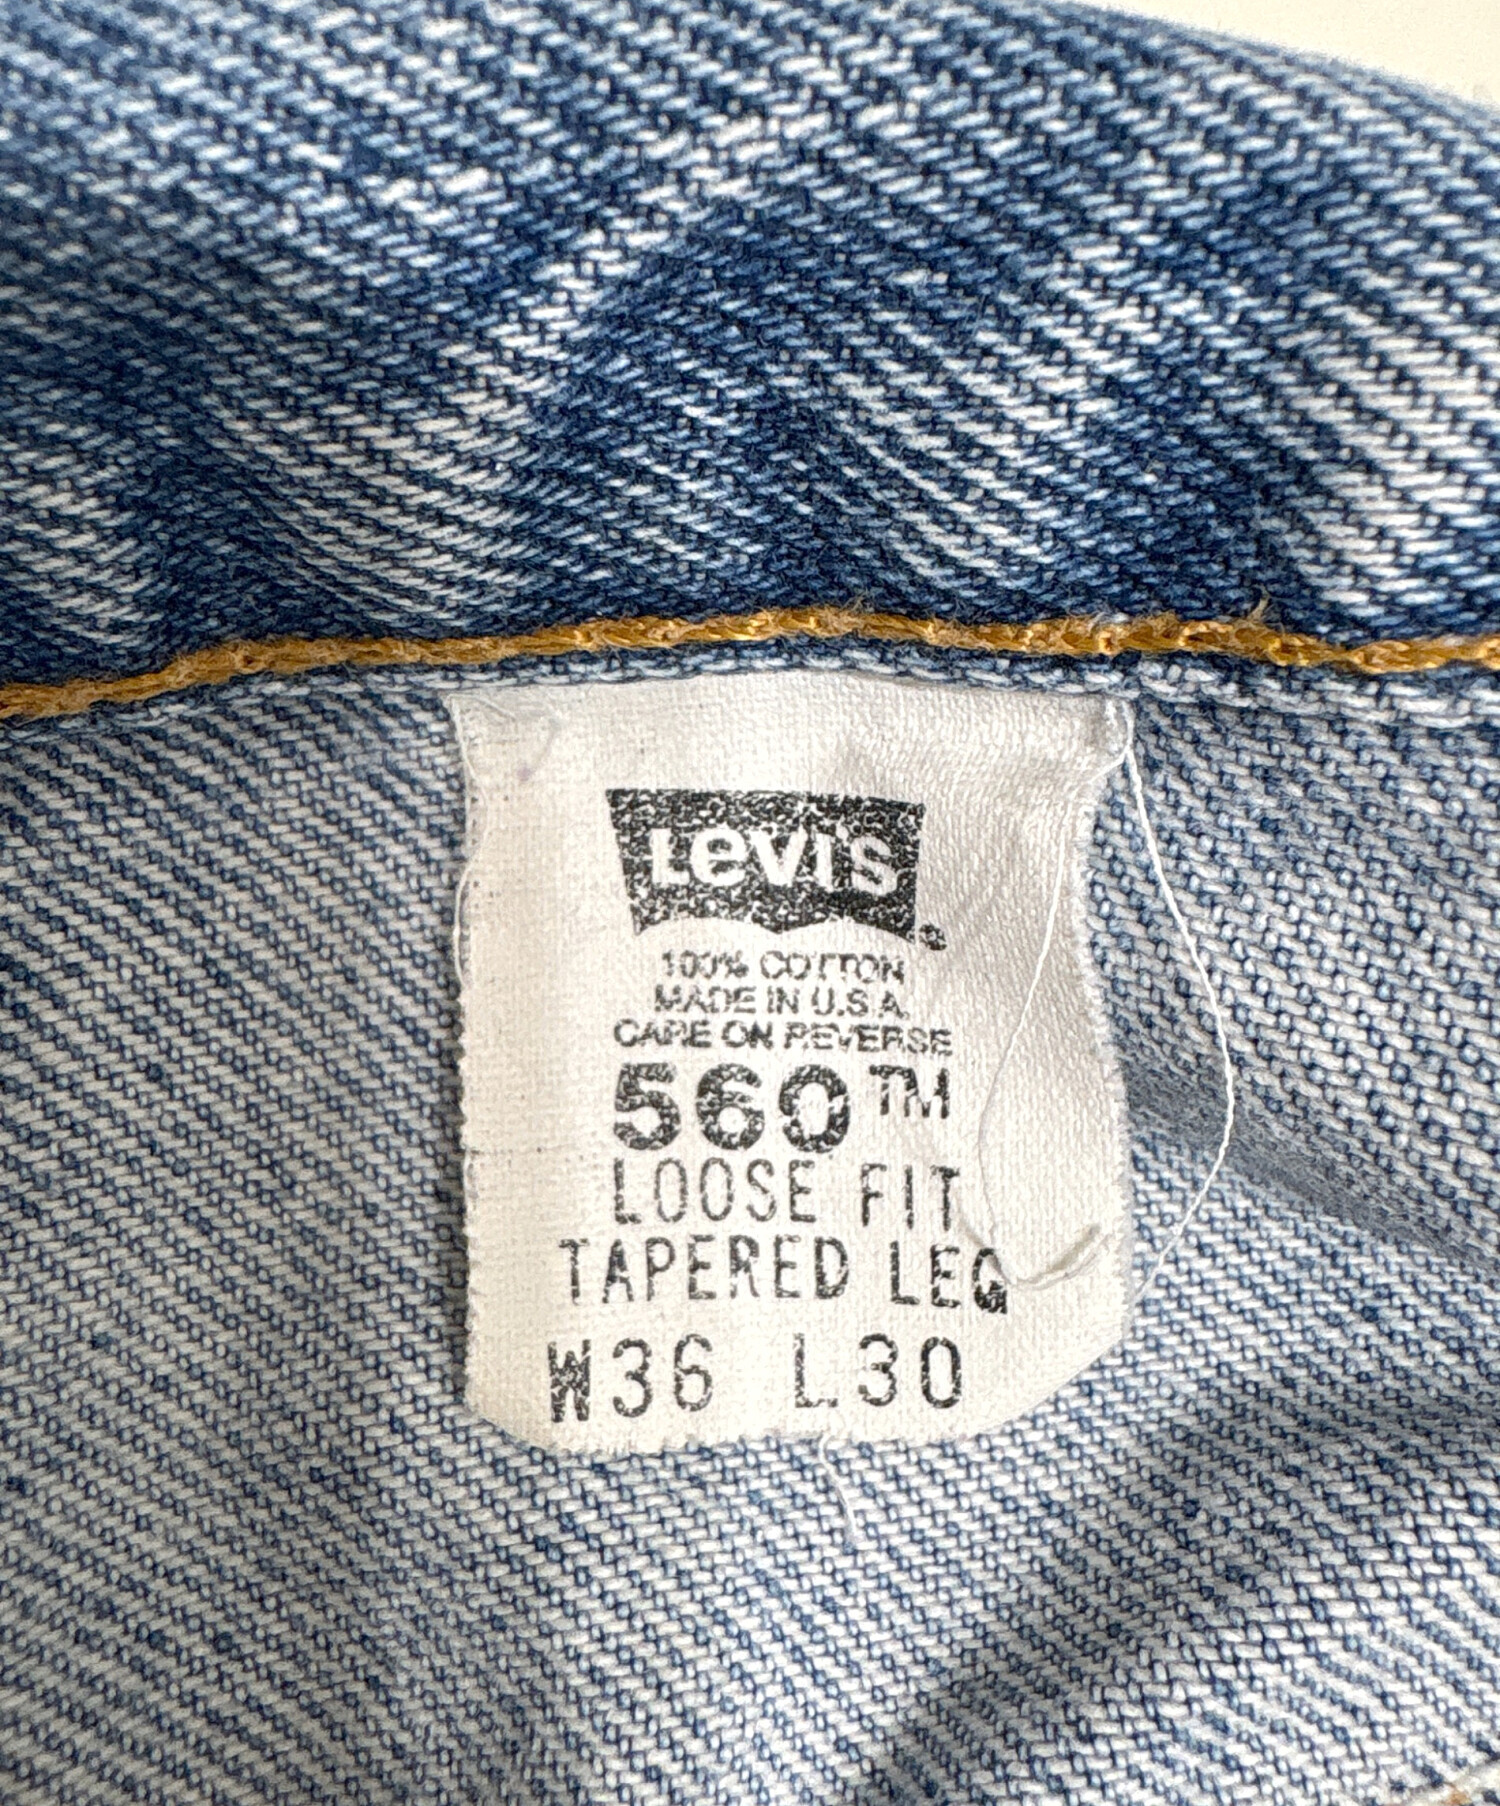 Levi's
100% COTTON
MADE IN U.S.A.
CARE ON REVERSE
560™
LOOSE FIT
TAPERED LEG
W36 L30